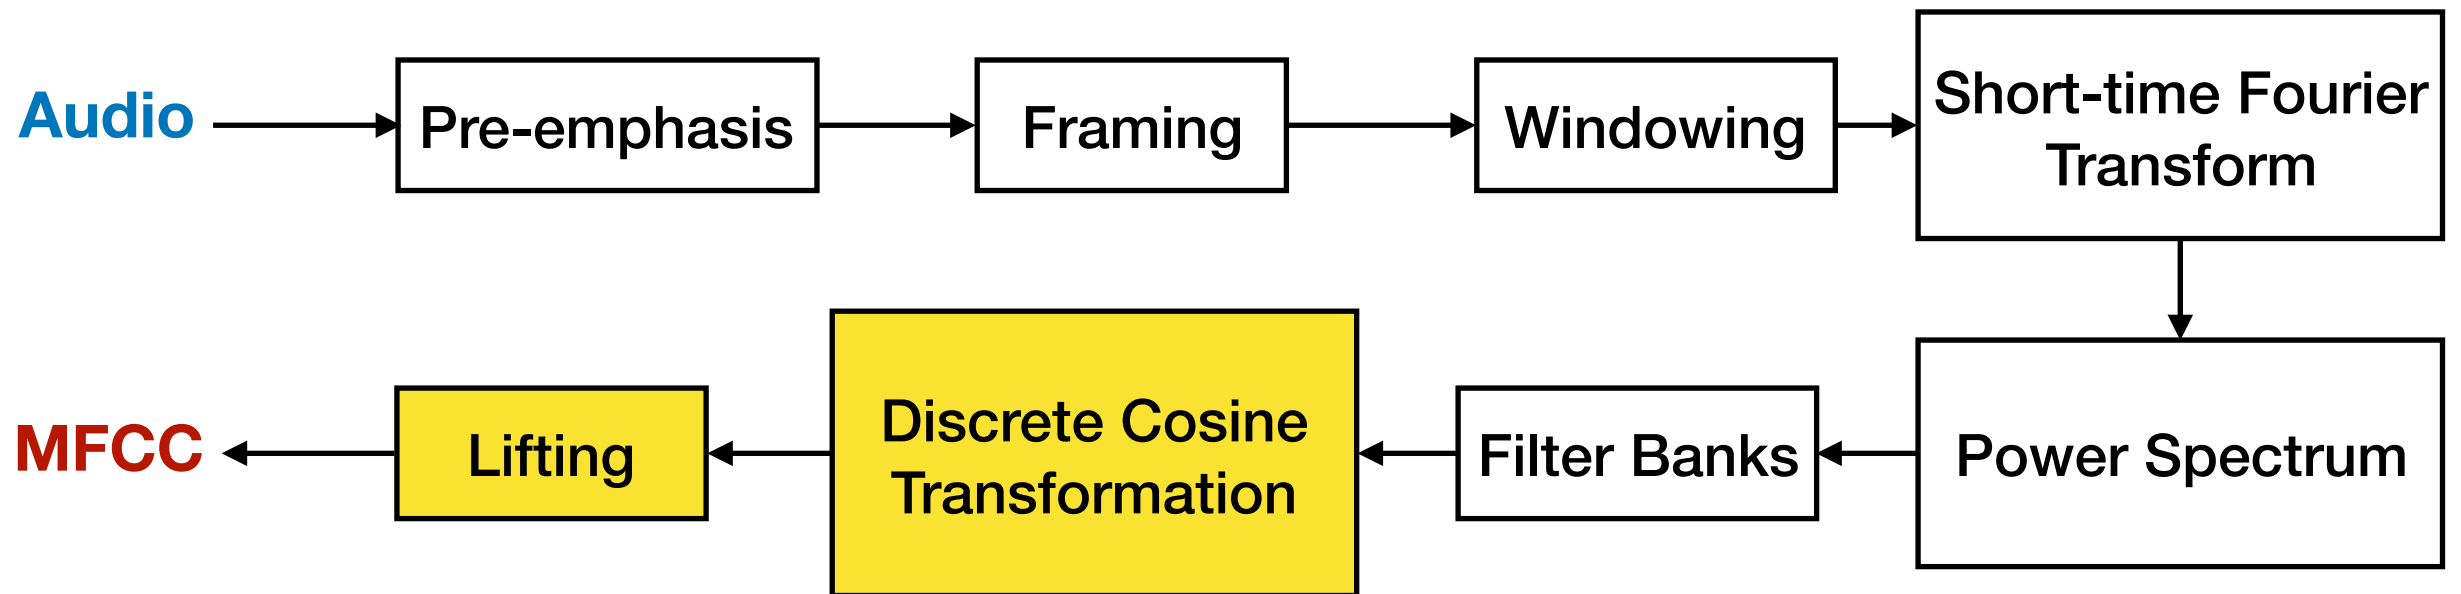 Audio
Pre-emphasis
Framing
Windowing
Short-time Fourier
Transform
Power Spectrum
Filter Banks
Discrete Cosine
Transformation
Lifting
MFCC